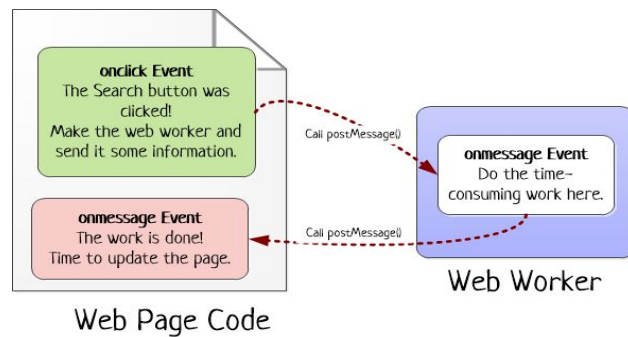 onclick Event
The Search button was
clicked!
Make the web worker and
send it some information.
Call postMessage()
onmessage Event
Do the time-
consuming work here.
onmessage Event
The work is done!
Time to update the page.
Call postMessage()
Web Worker
Web Page Code